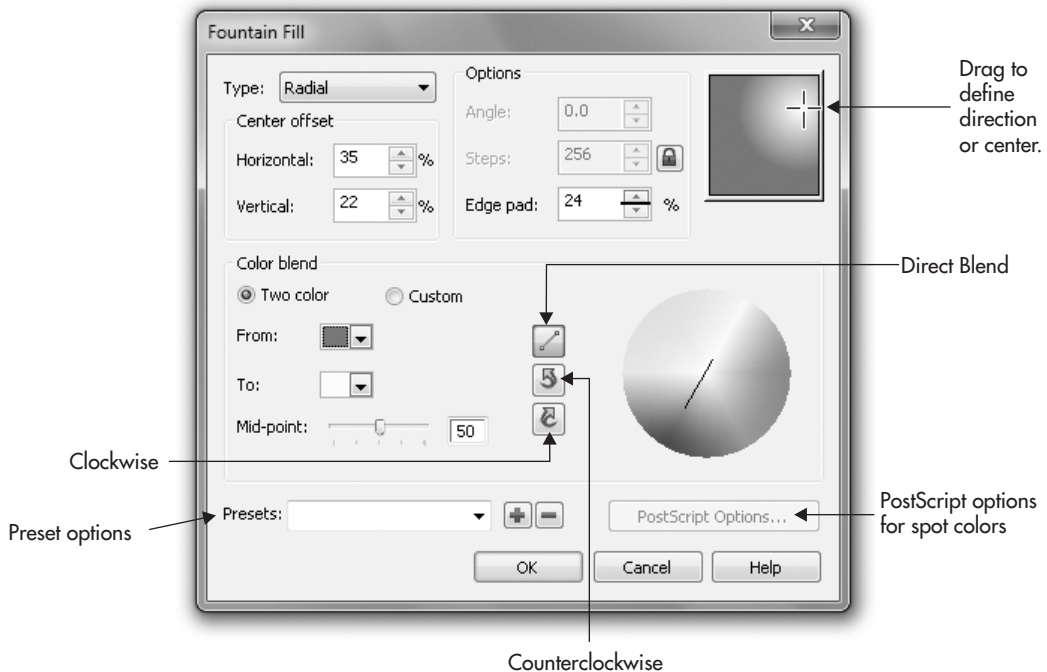 Fountain Fill
Type: Radial
Center offset
Horizontal: 35 %
Vertical: 22 %
Options
Angle: 0.0
Steps: 256
Edge pad: 24 %
Drag to
define
direction
or center.
Color blend
Two color Custom
From:
To:
Mid-point: 50
Direct Blend
Clockwise
Preset options
Presets:
PostScript Options...
PostScript options
for spot colors
OK Cancel Help
Counterclockwise